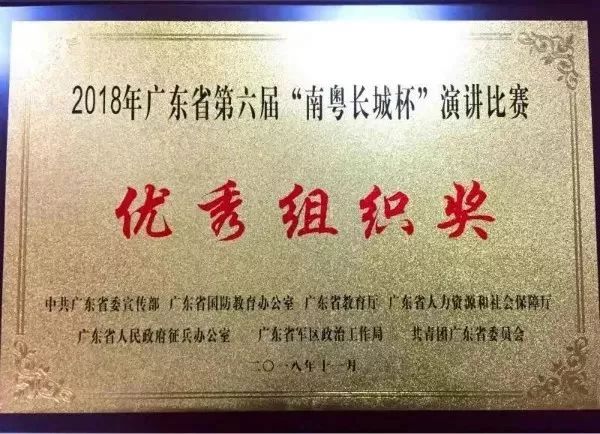 2018年广东省第六届“南粤长城杯”演讲比赛
优秀组织奖
中共广东省委宣传部 广东省国防教育办公室 广东省教育厅 广东省人力资源和社会保障厅
广东省人民政府征兵办公室 广东省军区政治工作局 共青团广东省委员会
二〇一八年十一月